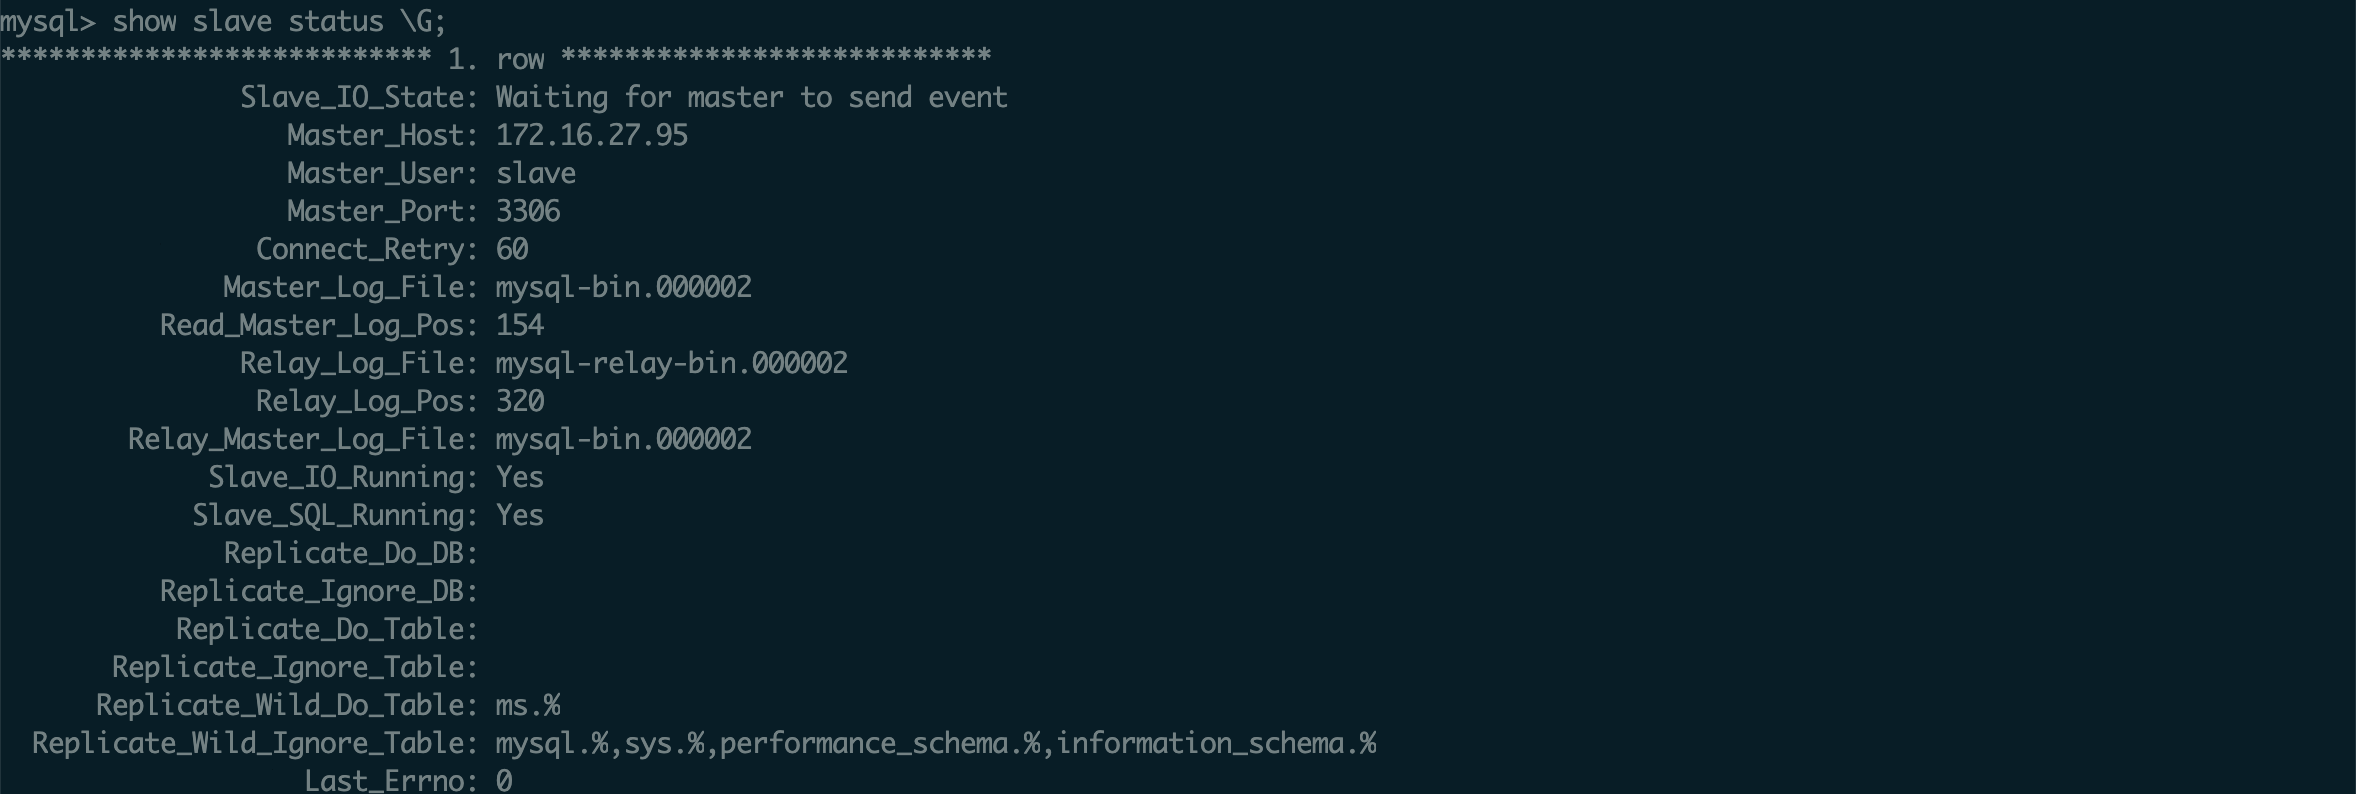 mysql> show slave status \G;
*************************** 1. row ***************************
Slave_IO_State: Waiting for master to send event
Master_Host: 172.16.27.95
Master_User: slave
Master_Port: 3306
Connect_Retry: 60
Master_Log_File: mysql-bin.000002
Read_Master_Log_Pos: 154
Relay_Log_File: mysql-relay-bin.000002
Relay_Log_Pos: 320
Relay_Master_Log_File: mysql-bin.000002
Slave_IO_Running: Yes
Slave_SQL_Running: Yes
Replicate_Do_DB:
Replicate_Ignore_DB:
Replicate_Do_Table:
Replicate_Ignore_Table:
Replicate_Wild_Do_Table: ms.%
Replicate_Wild_Ignore_Table: mysql.%,sys.%,performance_schema.%,information_schema.%
Last_Errno: 0